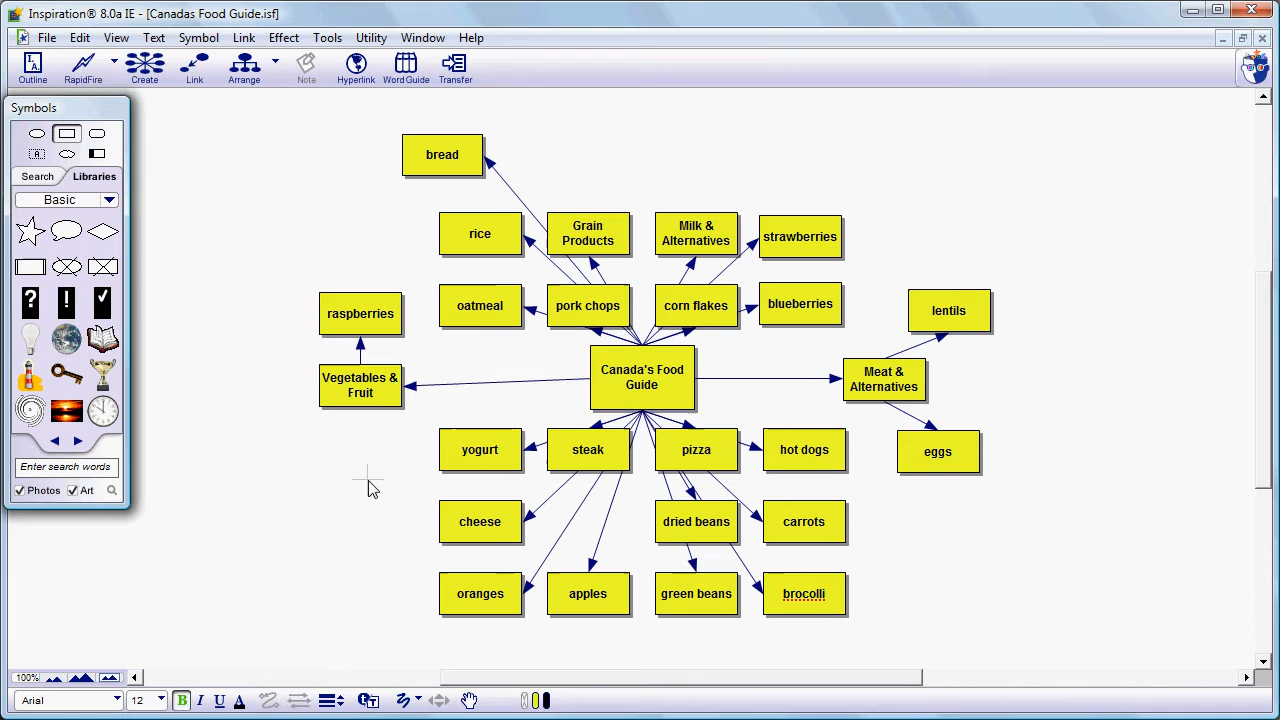 Inspiration® 8.0a IE - [Canadas Food Guide.isf]
File Edit View Text Symbol Link Effect Tools Utility Window Help
Outline RapidFire Create Link Arrange Note Hyperlink Word Guide Transfer
Symbols
Search Libraries
Basic
Enter search words
Photos Art
bread
rice
Grain
Products
Milk &
Alternatives
strawberries
raspberries
oatmeal
pork chops
corn flakes
blueberries
lentils
Vegetables &
Fruit
Canada's Food
Guide
Meat &
Alternatives
yogurt
steak
pizza
hot dogs
eggs
cheese
dried beans
carrots
oranges
apples
green beans
brocolli
100%
Arial 12 B I U A